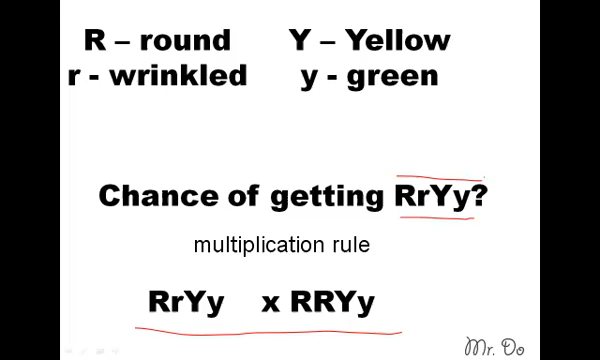 R – round Y – Yellow
r - wrinkled y - green
Chance of getting RrYy?
multiplication rule
RrYy x RRYy
Mr. Do